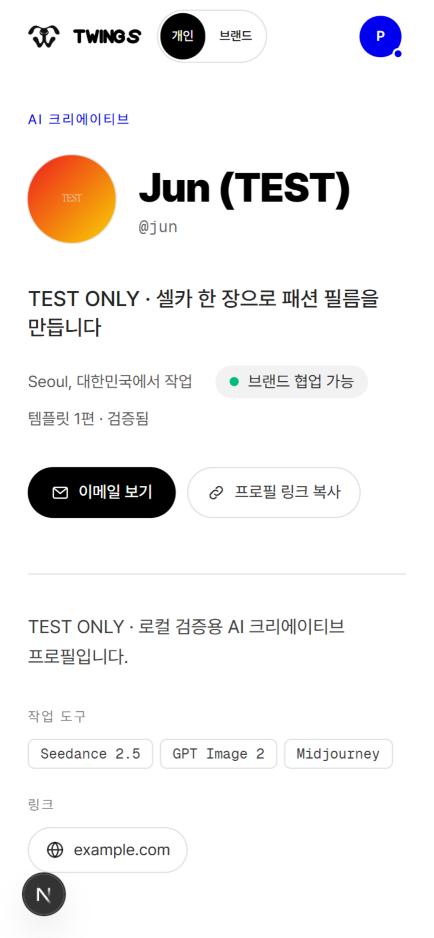 TWINGS
개인
브랜드
P
AI 크리에이티브
TEST
Jun (TEST)
@jun
TEST ONLY · 셀카 한 장으로 패션 필름을
만듭니다
Seoul, 대한민국에서 작업
브랜드 협업 가능
템플릿 1편 · 검증됨
이메일 보기
프로필 링크 복사
TEST ONLY · 로컬 검증용 AI 크리에이티브
프로필입니다.
작업 도구
Seedance 2.5
GPT Image 2
Midjourney
링크
example.com
N